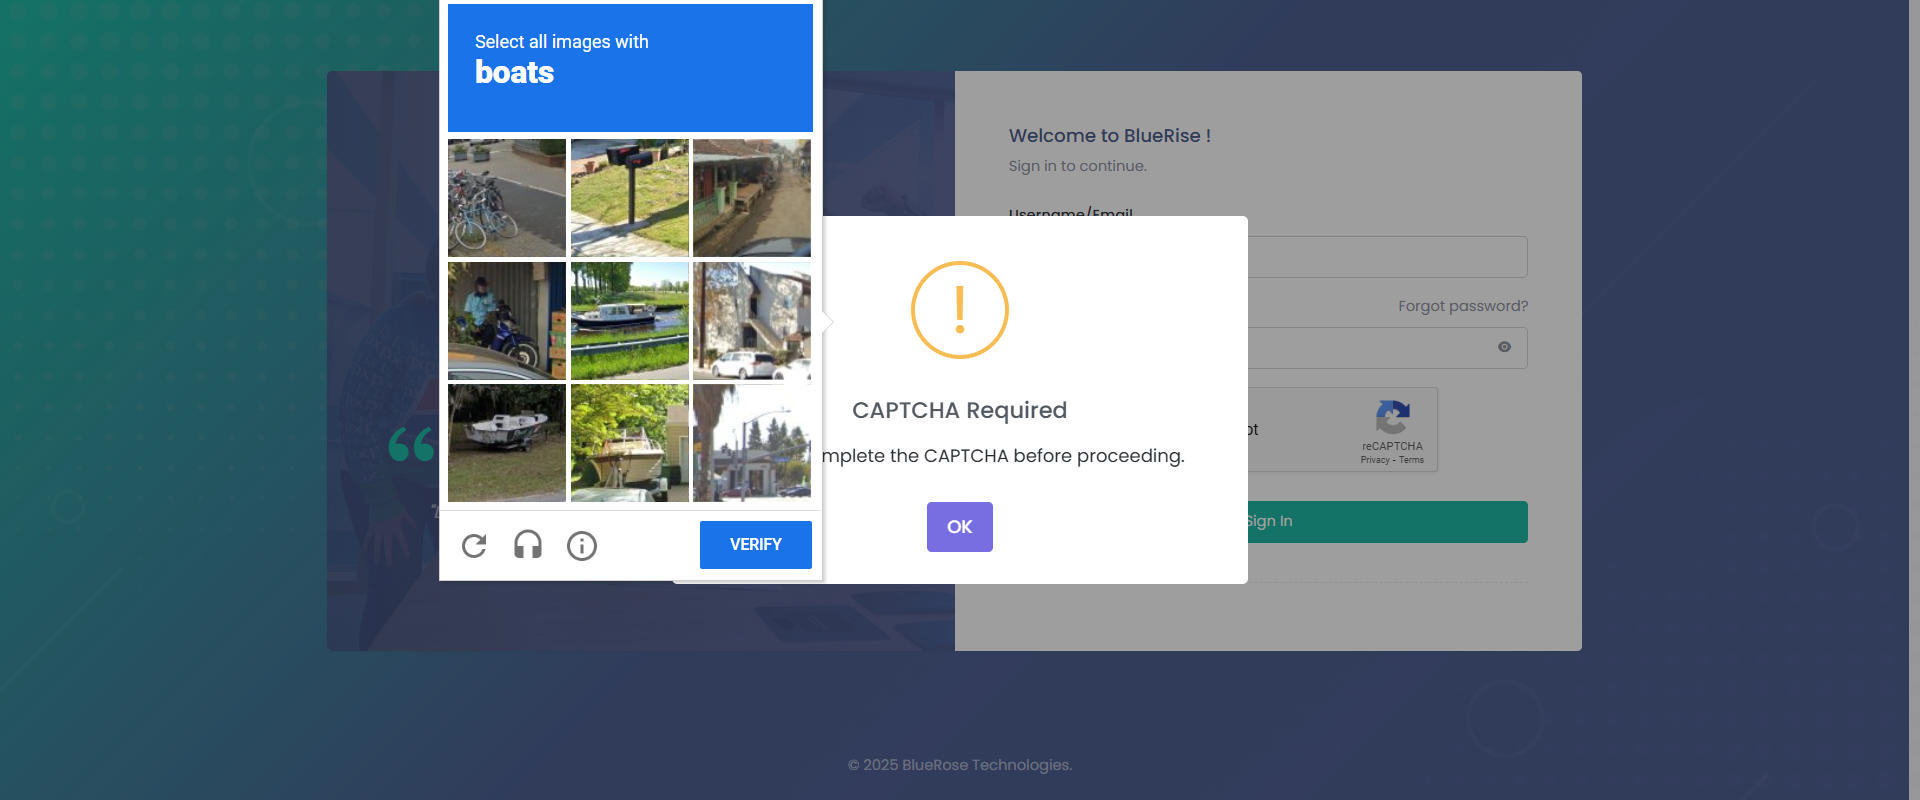 Select all images with
boats
VERIFY
Welcome to BlueRise !
Sign in to continue.
Username/Email
Forgot password?
CAPTCHA Required
mplete the CAPTCHA before proceeding.
OK
pt
reCAPTCHA
Privacy - Terms
Sign In
© 2025 BlueRose Technologies.